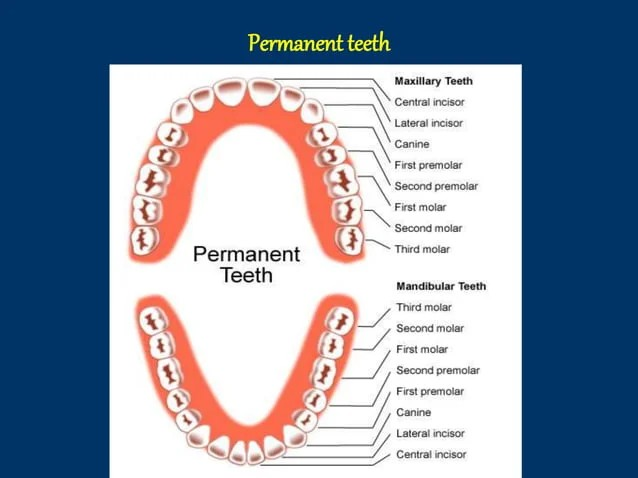 Permanent teeth
Maxillary Teeth
Central incisor
Lateral incisor
Canine
First premolar
Second premolar
First molar
Second molar
Third molar
Permanent
Teeth
Mandibular Teeth
Third molar
Second molar
First molar
Second premolar
First premolar
Canine
Lateral incisor
Central incisor